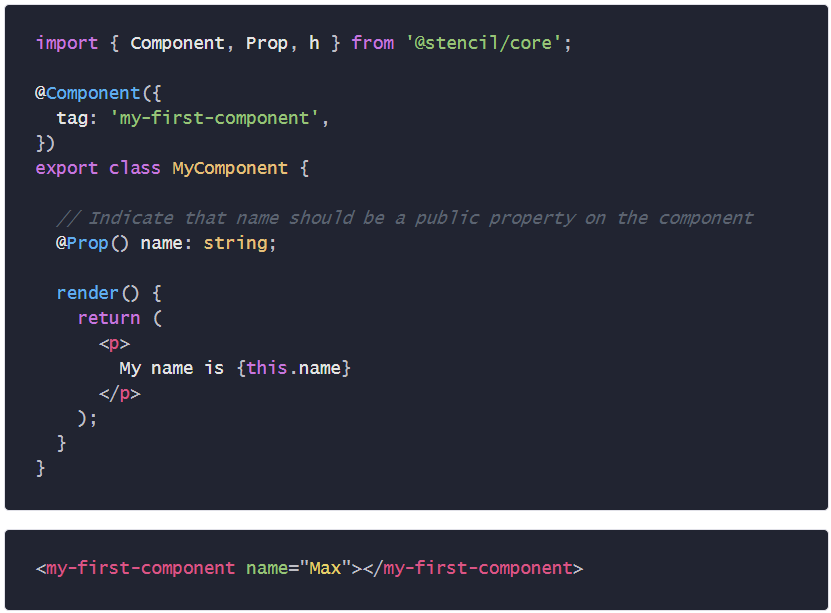 import { Component, Prop, h } from '@stencil/core';
@Component({
tag: 'my-first-component',
})
export class MyComponent {
// Indicate that name should be a public property on the component
@Prop() name: string;
render() {
return (
<p>
My name is {this.name}
</p>
);
}
}
<my-first-component name="Max"></my-first-component>